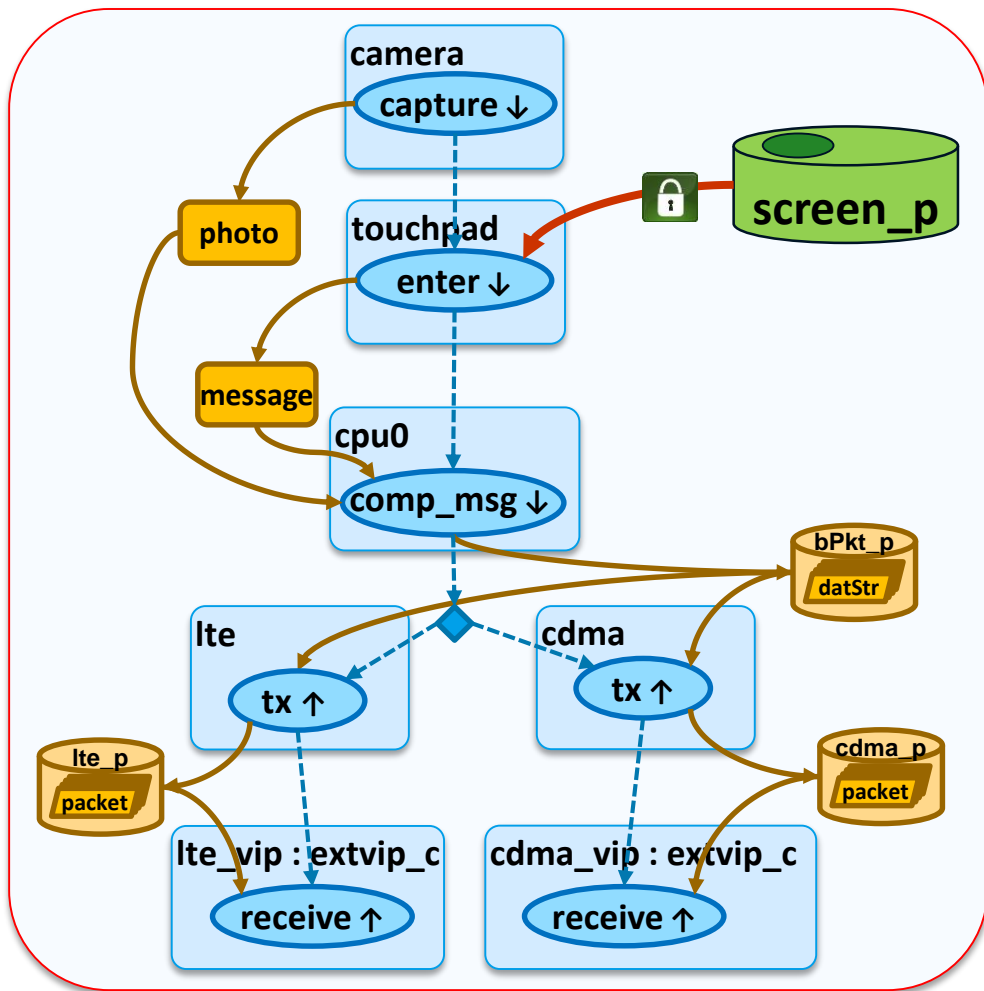 camera
capture ↓
screen_p
photo
touchpad
enter ↓
message
cpu0
comp_msg ↓
bPkt_p
datStr
lte
cdma
tx ↑
tx ↑
lte_p
packet
cdma_p
packet
lte_vip : extvip_c
cdma_vip : extvip_c
receive ↑
receive ↑